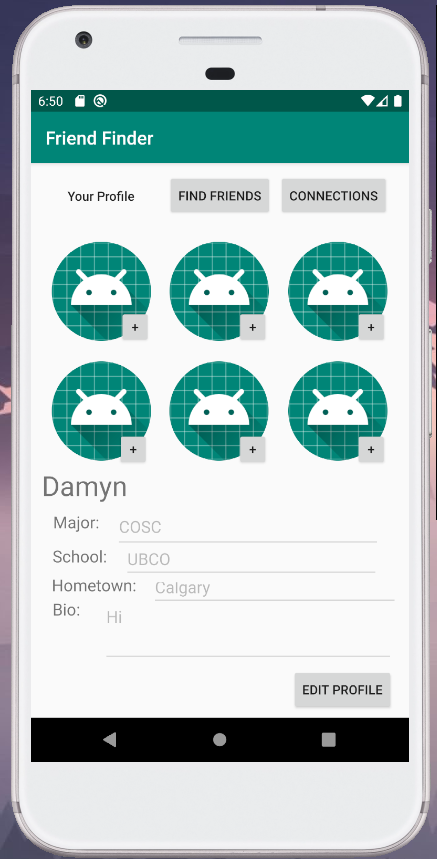 6:50
Friend Finder
Your Profile FIND FRIENDS CONNECTIONS
+ + +
+ + +
Damyn
Major: COSC
School: UBCO
Hometown: Calgary
Bio: Hi
EDIT PROFILE